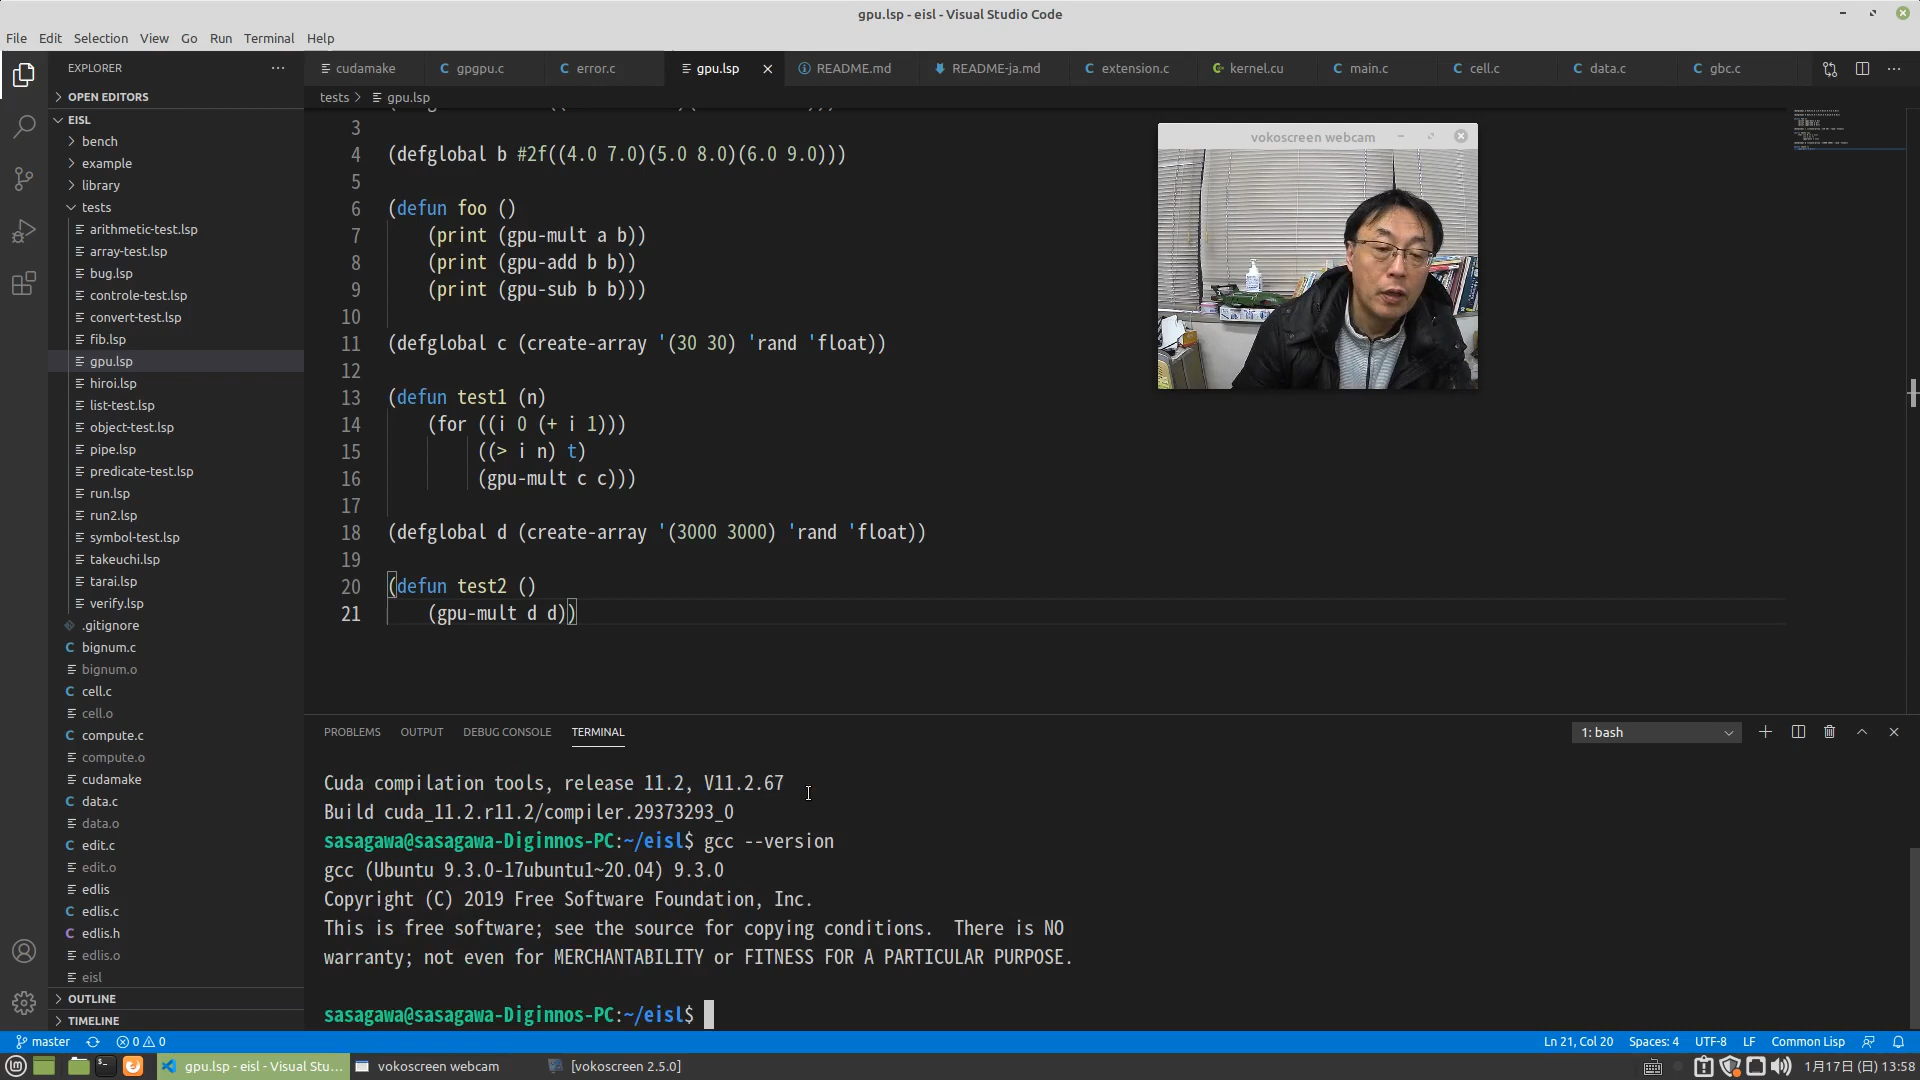 gpu.lsp - eisl - Visual Studio Code
File Edit Selection View Go Run Terminal Help
EXPLORER
cudamake gpgpu.c error.c gpu.lsp README.md README-ja.md extension.c kernel.cu main.c cell.c data.c gbc.c
OPEN EDITORS
tests > gpu.lsp
EISL
bench
example
library
tests
arithmetic-test.lsp
array-test.lsp
bug.lsp
controle-test.lsp
convert-test.lsp
fib.lsp
gpu.lsp
hiroi.lsp
list-test.lsp
object-test.lsp
pipe.lsp
predicate-test.lsp
run.lsp
run2.lsp
symbol-test.lsp
takeuchi.lsp
tarai.lsp
verify.lsp
.gitignore
bignum.c
bignum.o
cell.c
cell.o
compute.c
compute.o
cudamake
data.c
data.o
edit.c
edit.o
edlis
edlis.c
edlis.h
edlis.o
eisl
OUTLINE
TIMELINE
3
4 (defglobal b #2f((4.0 7.0)(5.0 8.0)(6.0 9.0)))
5
6 (defun foo ()
7 (print (gpu-mult a b))
8 (print (gpu-add b b))
9 (print (gpu-sub b b)))
10
11 (defglobal c (create-array '(30 30) 'rand 'float))
12
13 (defun test1 (n)
14 (for ((i 0 (+ i 1)))
15 ((> i n) t)
16 (gpu-mult c c)))
17
18 (defglobal d (create-array '(3000 3000) 'rand 'float))
19
20 (defun test2 ()
21 (gpu-mult d d))
vokoscreen webcam
PROBLEMS OUTPUT DEBUG CONSOLE TERMINAL
1: bash
Cuda compilation tools, release 11.2, V11.2.67
Build cuda_11.2.r11.2/compiler.29373293_0
sasagawa@sasagawa-Diginnos-PC:~/eisl$ gcc --version
gcc (Ubuntu 9.3.0-17ubuntu1~20.04) 9.3.0
Copyright (C) 2019 Free Software Foundation, Inc.
This is free software; see the source for copying conditions.  There is NO
warranty; not even for MERCHANTABILITY or FITNESS FOR A PARTICULAR PURPOSE.
sasagawa@sasagawa-Diginnos-PC:~/eisl$
master 0 0
Ln 21, Col 20 Spaces: 4 UTF-8 LF Common Lisp
gpu.lsp - eisl - Visual Stu... vokoscreen webcam [vokoscreen 2.5.0]
1月17日 (日) 13:58